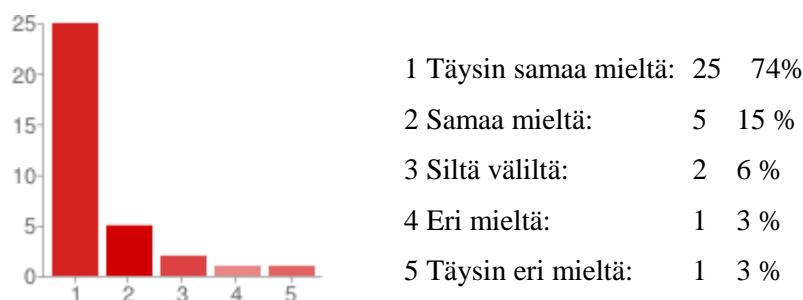 25
20
15
10
5
0
1 2 3 4 5
1 Täysin samaa mieltä: 25 74%
2 Samaa mieltä: 5 15 %
3 Siltä väliltä: 2 6 %
4 Eri mieltä: 1 3 %
5 Täysin eri mieltä: 1 3 %